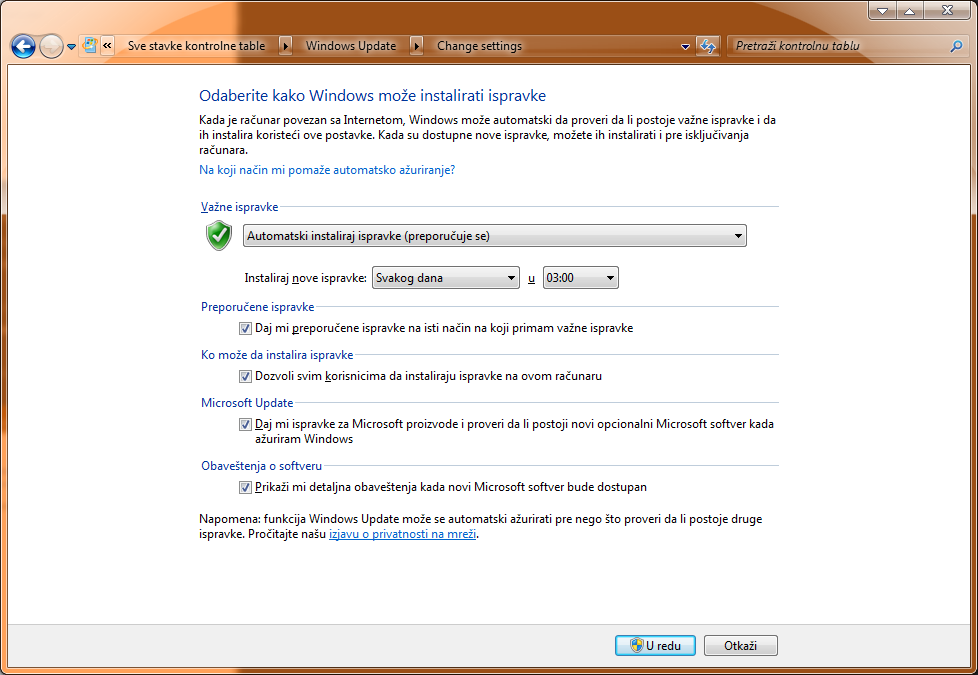 « Sve stavke kontrolne table Windows Update Change settings Pretraži kontrolnu tablu
Odaberite kako Windows može instalirati ispravke
Kada je računar povezan sa Internetom, Windows može automatski da proveri da li postoje važne ispravke i da
ih instalira koristeći ove postavke. Kada su dostupne nove ispravke, možete ih instalirati i pre isključivanja
računara.
Na koji način mi pomaže automatsko ažuriranje?
Važne ispravke
Automatski instaliraj ispravke (preporučuje se)
Instaliraj nove ispravke: Svakog dana u 03:00
Preporučene ispravke
Daj mi preporučene ispravke na isti način na koji primam važne ispravke
Ko može da instalira ispravke
Dozvoli svim korisnicima da instaliraju ispravke na ovom računaru
Microsoft Update
Daj mi ispravke za Microsoft proizvode i proveri da li postoji novi opcionalni Microsoft softver kada
ažuriram Windows
Obaveštenja o softveru
Prikaži mi detaljna obaveštenja kada novi Microsoft softver bude dostupan
Napomena: funkcija Windows Update može se automatski ažurirati pre nego što proveri da li postoje druge
ispravke. Pročitajte našu izjavu o privatnosti na mreži.
U redu Otkaži